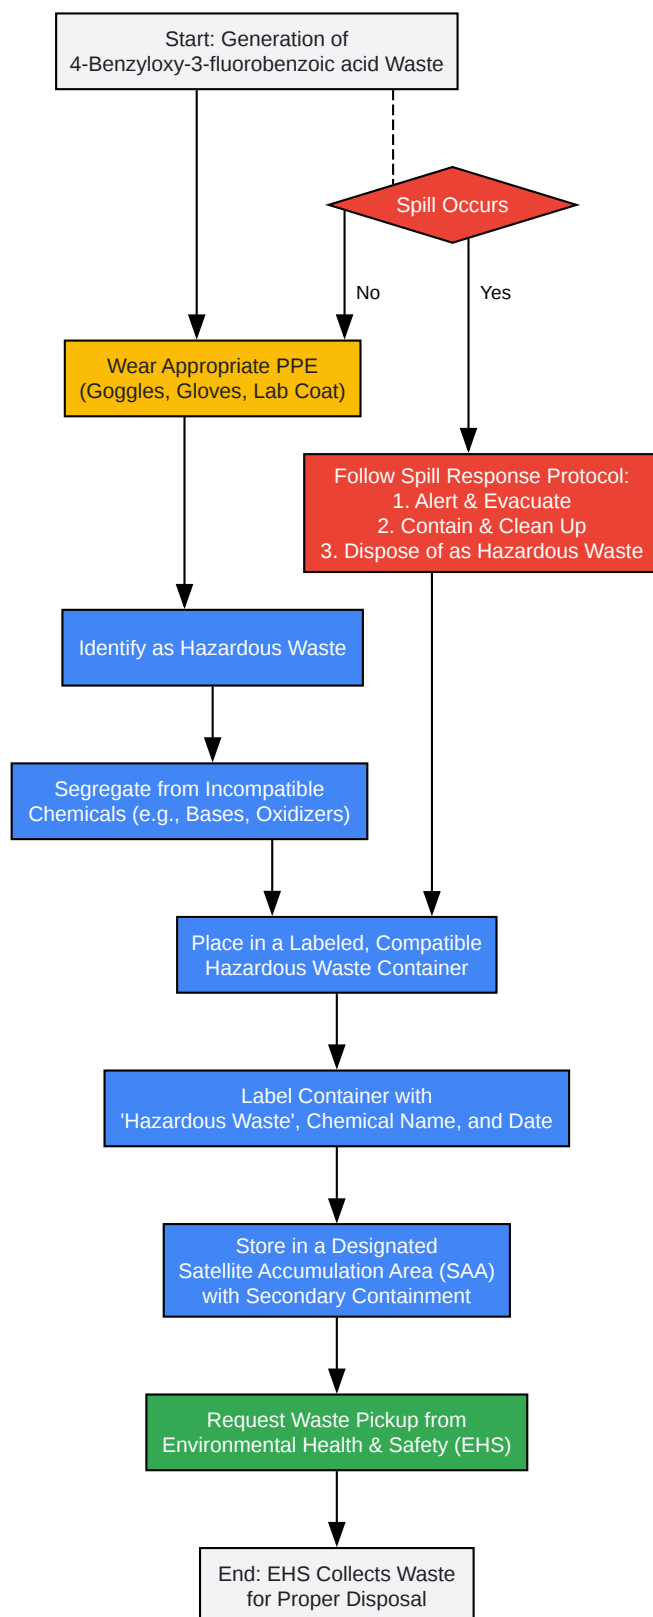 Start: Generation of
4-Benzyloxy-3-fluorobenzoic acid Waste
Spill Occurs
No
Yes
Wear Appropriate PPE
(Goggles, Gloves, Lab Coat)
Follow Spill Response Protocol:
1. Alert & Evacuate
2. Contain & Clean Up
3. Dispose of as Hazardous Waste
Identify as Hazardous Waste
Segregate from Incompatible
Chemicals (e.g., Bases, Oxidizers)
Place in a Labeled, Compatible
Hazardous Waste Container
Label Container with
'Hazardous Waste', Chemical Name, and Date
Store in a Designated
Satellite Accumulation Area (SAA)
with Secondary Containment
Request Waste Pickup from
Environmental Health & Safety (EHS)
End: EHS Collects Waste
for Proper Disposal